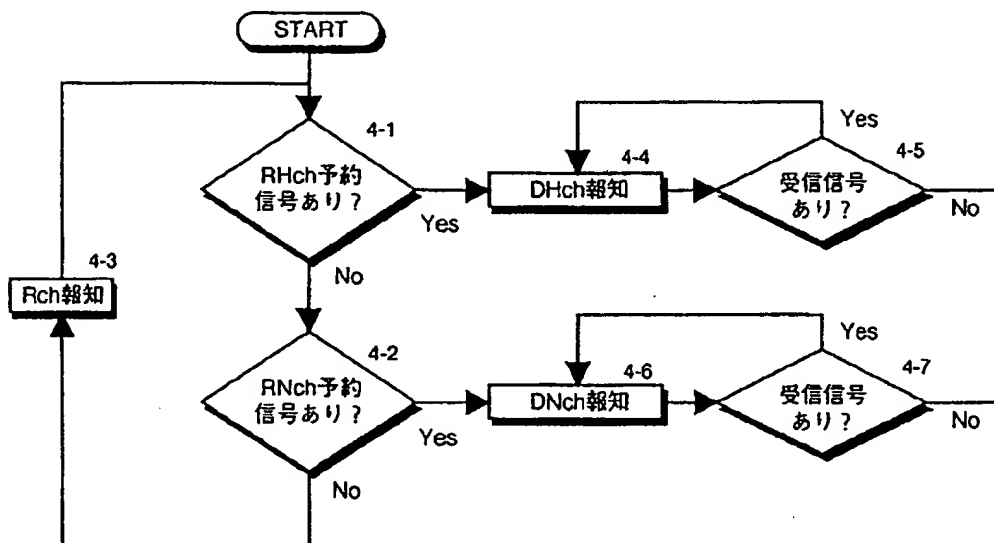 START
4-1
RHch予約
信号あり？
Yes
No
4-4
DHch報知
Yes
4-5
受信信号
あり？
No
4-3
Rch報知
4-2
RNch予約
信号あり？
Yes
No
4-6
DNch報知
Yes
4-7
受信信号
あり？
No